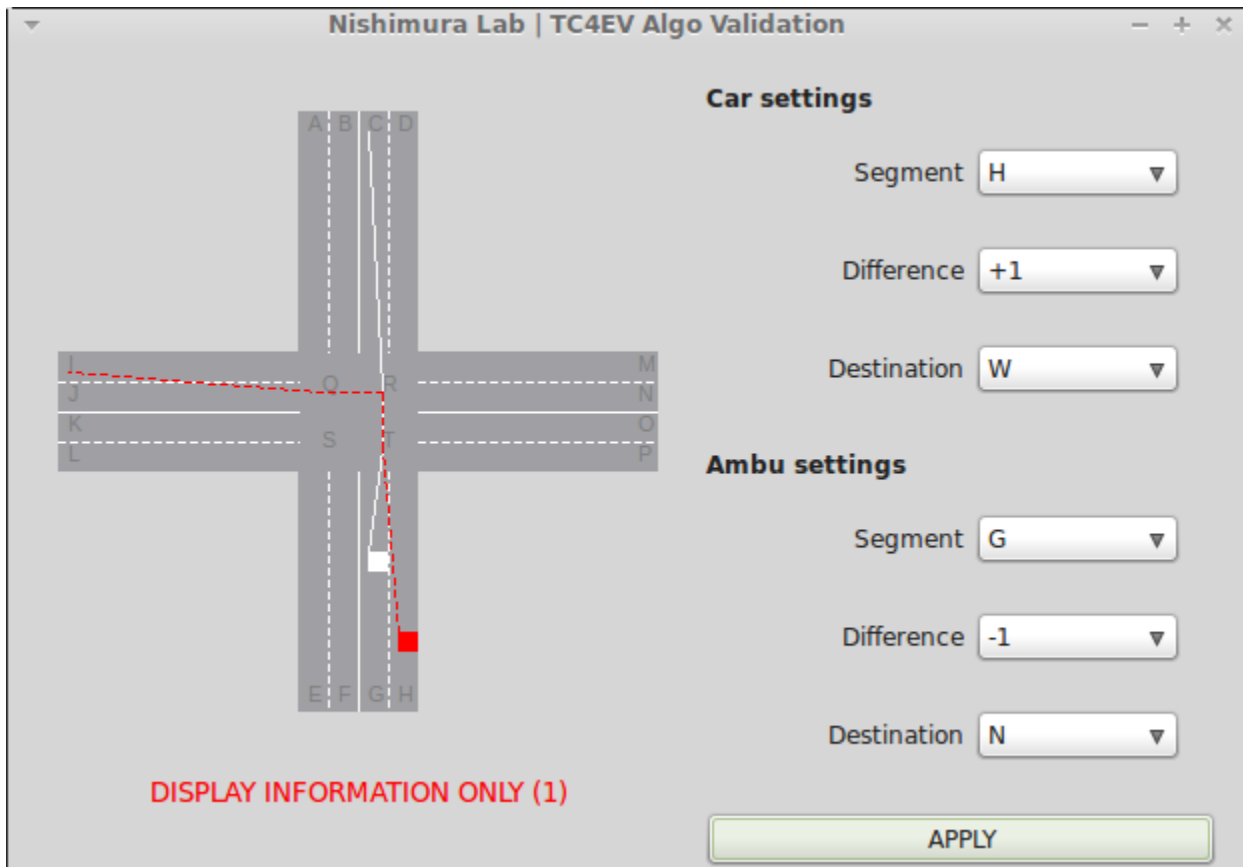 Nishimura Lab | TC4EV Algo Validation
A B C D
I
J
K
L
Q R
S T
M
N
O
P
E F G H
DISPLAY INFORMATION ONLY (1)
Car settings
Segment H
Difference +1
Destination W
Ambu settings
Segment G
Difference -1
Destination N
APPLY